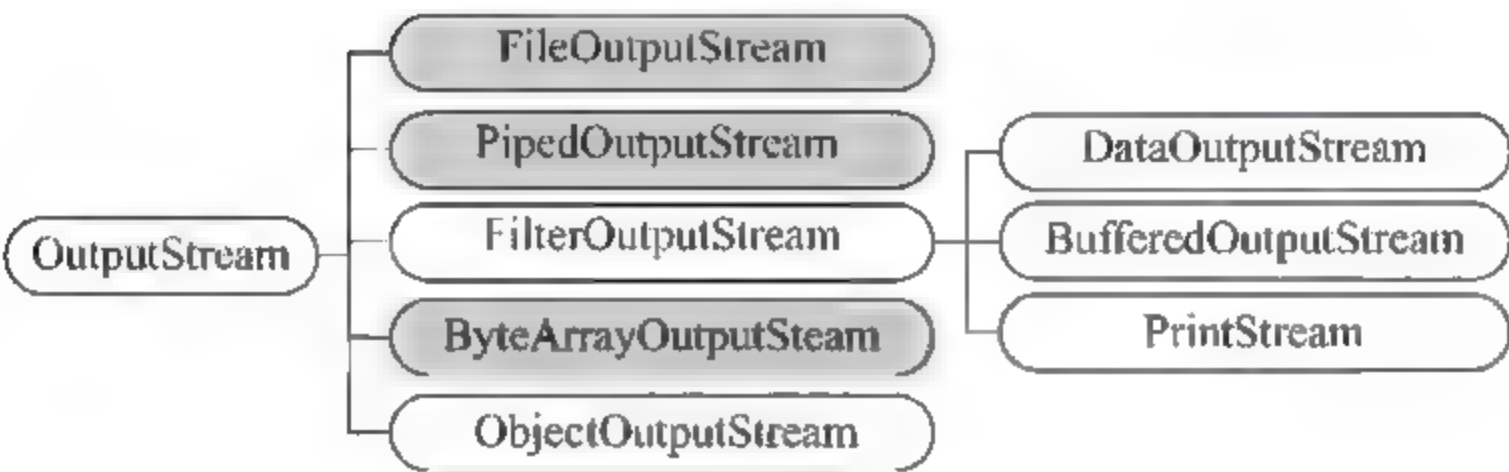 FileOutputStream
PipedOutputStream
DataOutputStream
FilterOutputStream
BufferedOutputStream
OutputStream
ByteArrayOutputSteam
PrintStream
ObjectOutputStream